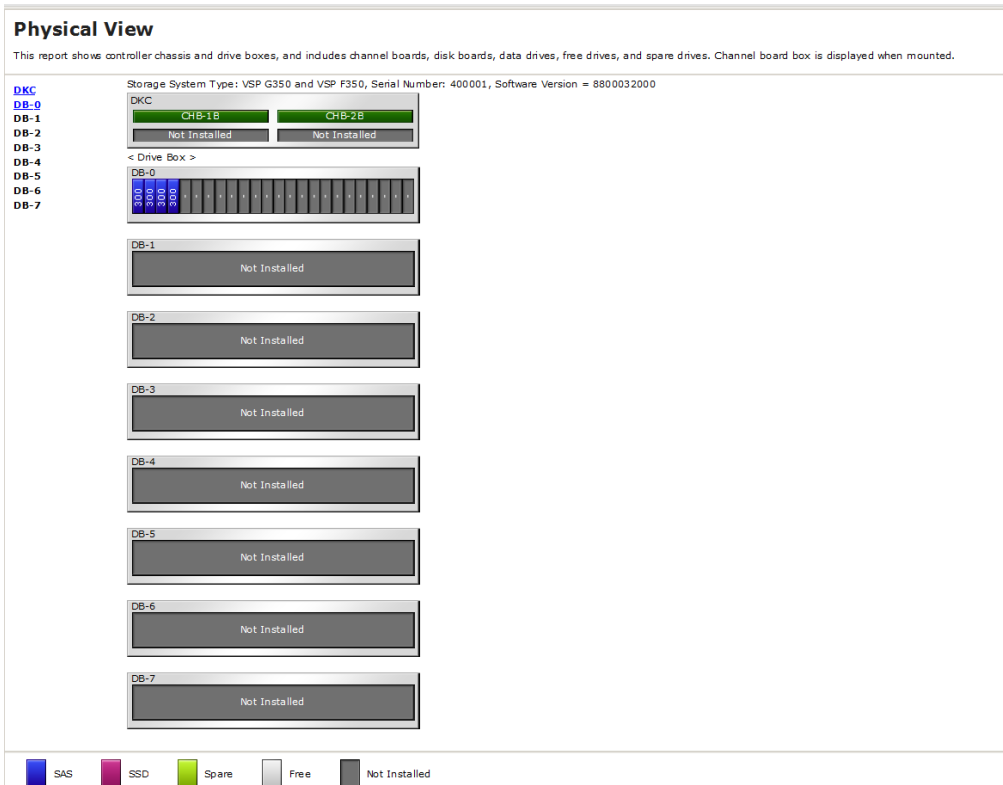 Physical View
This report shows controller chassis and drive boxes, and includes channel boards, disk boards, data drives, free drives, and spare drives. Channel board box is displayed when mounted.
DKC
DB-0
DB-1
DB-2
DB-3
DB-4
DB-5
DB-6
DB-7
Storage System Type: VSP G350 and VSP F350, Serial Number: 400001, Software Version = 8800032000
DKC
CHB-1B CHB-2B
Not Installed Not Installed
< Drive Box >
DB-0
300 300 300 300 - - - - - - - - - - - - - - - - - - - -
DB-1
Not Installed
DB-2
Not Installed
DB-3
Not Installed
DB-4
Not Installed
DB-5
Not Installed
DB-6
Not Installed
DB-7
Not Installed
SAS SSD Spare Free Not Installed